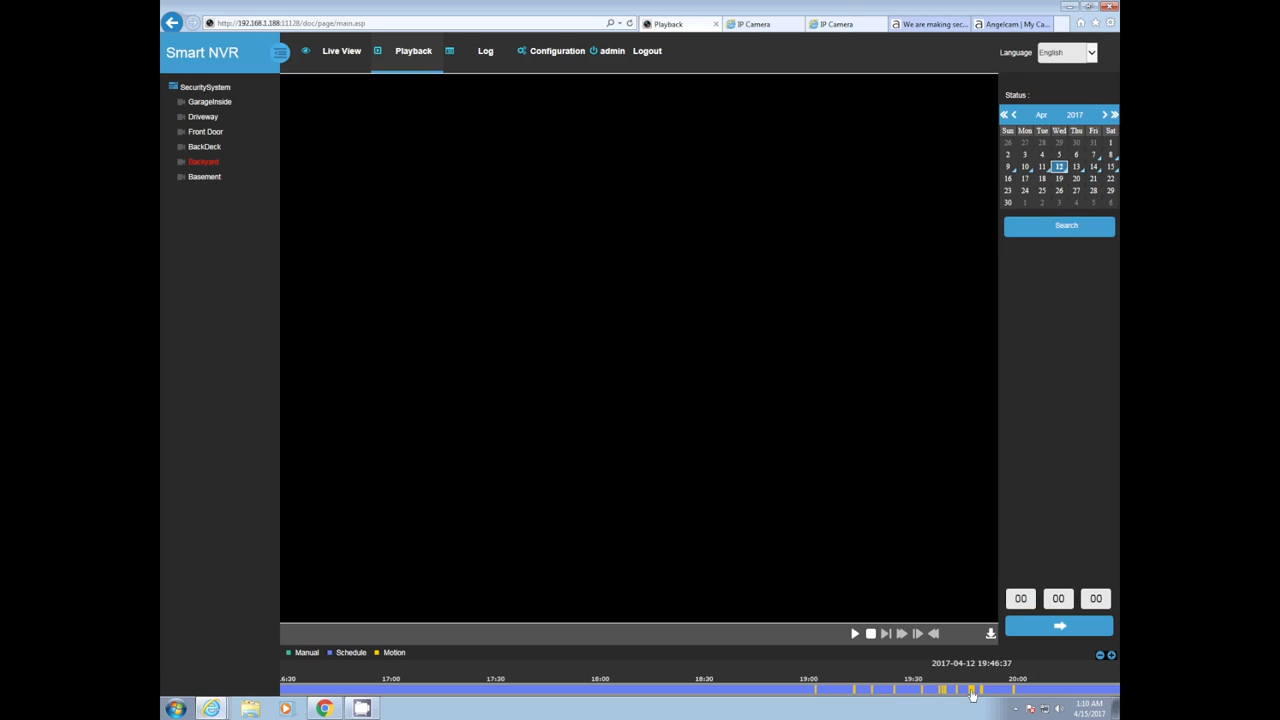 http://192.168.1.188:11128/doc/page/main.asp
Playback
IP Camera
IP Camera
We are making sec...
Angelcam | My Ca...
Smart NVR
Live View
Playback
Log
Configuration
admin
Logout
Language
English
SecuritySystem
GarageInside
Driveway
Front Door
BackDeck
Backyard
Basement
Status :
Apr 2017
Sun Mon Tue Wed Thu Fri Sat
26 27 28 29 30 31 1
2 3 4 5 6 7 8
9 10 11 12 13 14 15
16 17 18 19 20 21 22
23 24 25 26 27 28 29
30 1 2 3 4 5 6
Search
00 00 00
Manual Schedule Motion
2017-04-12 19:46:37
16:30 17:00 17:30 18:00 18:30 19:00 19:30 20:00
1:10 AM
4/15/2017